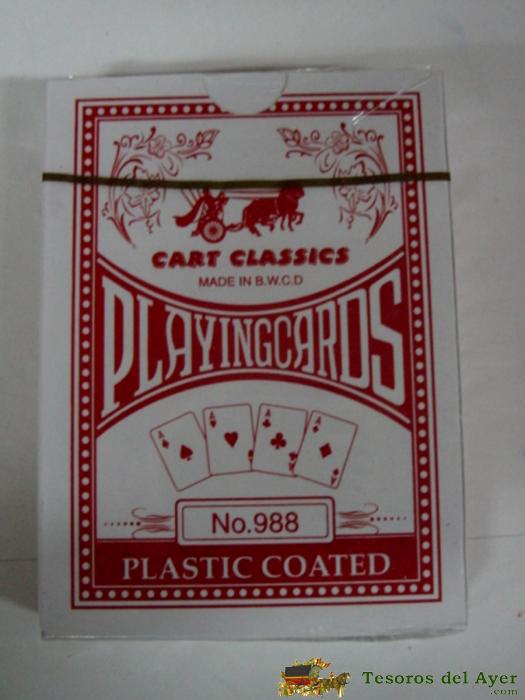 CART CLASSICS
MADE IN B.W.C.D
PLAYINGCARDS
A A A A
No.988
PLASTIC COATED
Tesoros del Ayer
.com